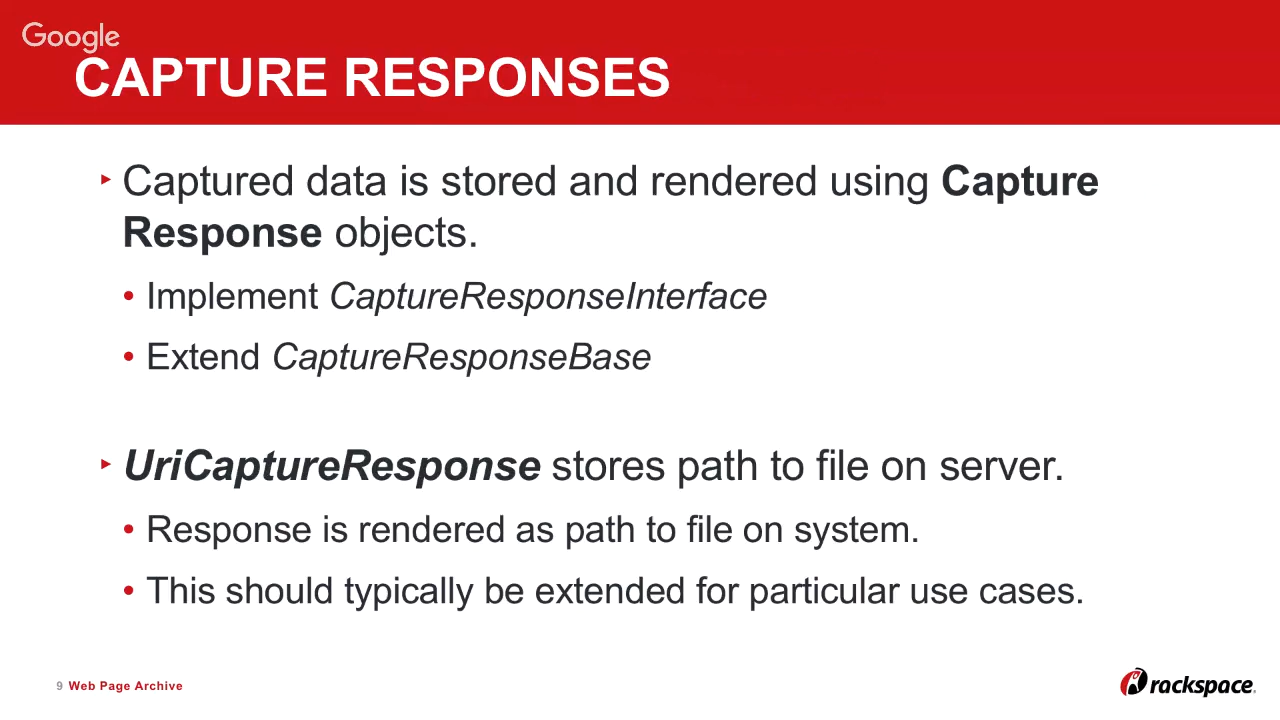 Google
CAPTURE RESPONSES
Captured data is stored and rendered using Capture
Response objects.
Implement CaptureResponseInterface
Extend CaptureResponseBase
UriCaptureResponse stores path to file on server.
Response is rendered as path to file on system.
This should typically be extended for particular use cases.
9 Web Page Archive
rackspace.